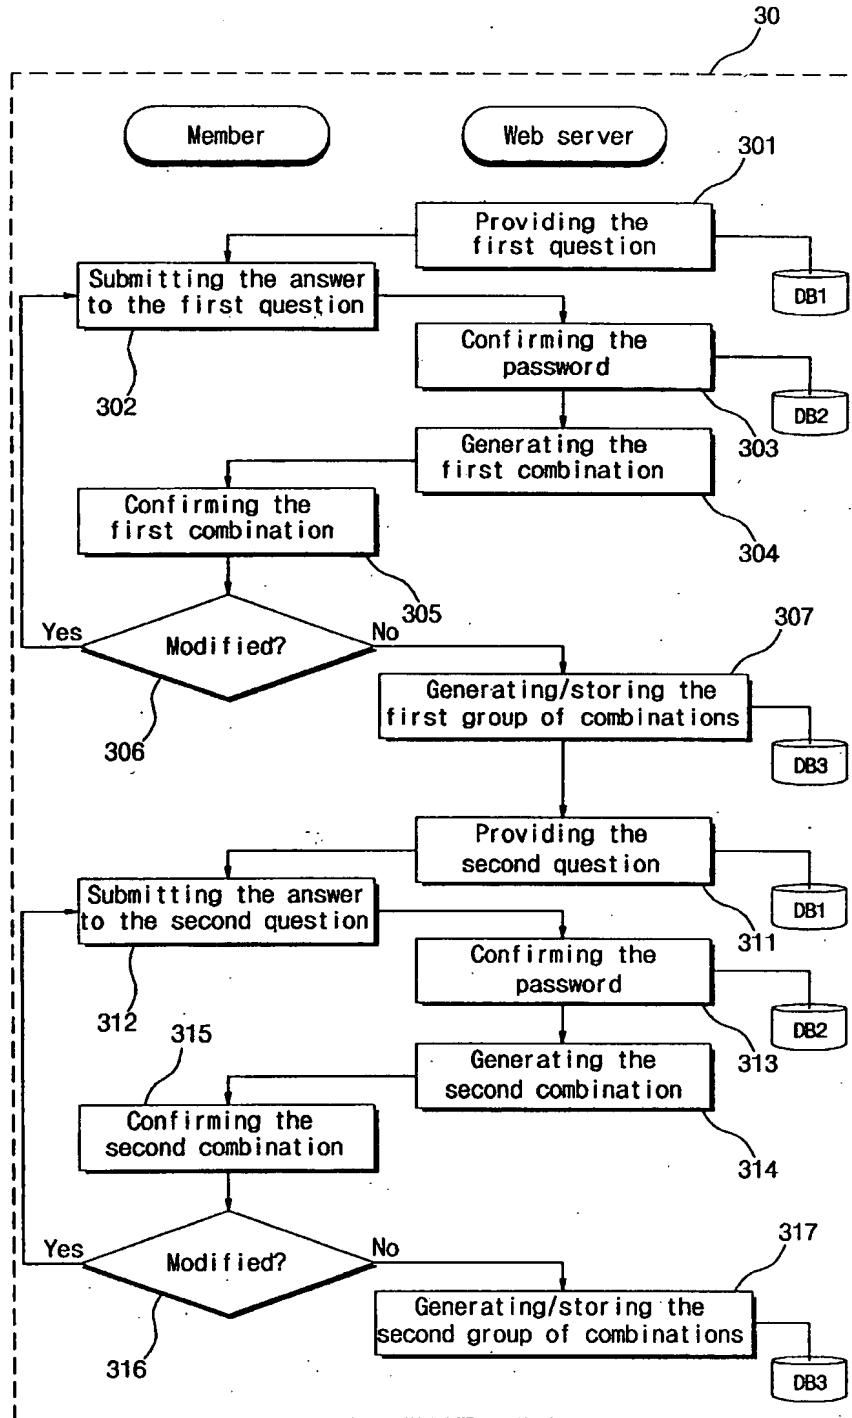 30
Member
Web server
301
Providing the
first question
Submitting the answer
to the first question
DB1
302
Confirming the
password
DB2
303
Generating the
first combination
Confirming the
first combination
304
305
Yes
Modified?
No
307
306
Generating/storing the
first group of combinations
DB3
Providing the
second question
Submitting the answer
to the second question
DB1
311
312
Confirming the
password
DB2
313
315
Generating the
second combination
Confirming the
second combination
314
317
Yes
Modified?
No
316
Generating/storing the
second group of combinations
DB3